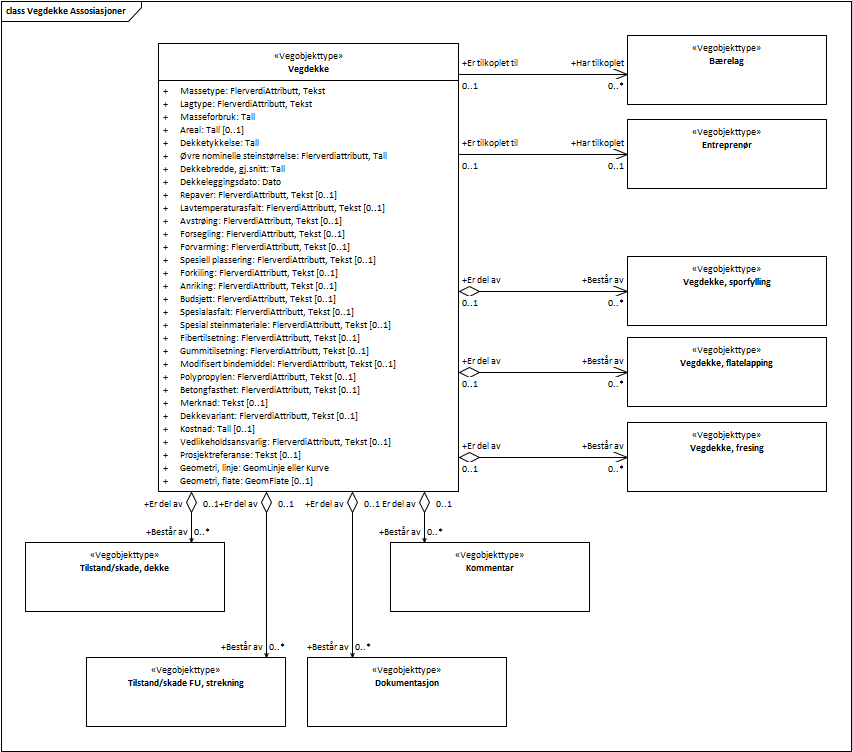 class Vegdekke Assosiasjoner
«Vegobjekttype»
Vegdekke
+ Massetype: FlerverdiAttributt, Tekst
+ Lagtype: FlerverdiAttributt, Tekst
+ Masseforbruk: Tall
+ Areal: Tall [0..1]
+ Dekketykkelse: Tall
+ Øvre nominelle steinstørrelse: Flerverdiattributt, Tall
+ Dekkebredde, gj.snitt: Tall
+ Dekkeleggingsdato: Dato
+ Repaver: FlerverdiAttributt, Tekst [0..1]
+ Lavtemperaturasfalt: FlerverdiAttributt, Tekst [0..1]
+ Avstrøing: FlerverdiAttributt, Tekst [0..1]
+ Forsegling: FlerverdiAttributt, Tekst [0..1]
+ Forvarming: FlerverdiAttributt, Tekst [0..1]
+ Spesiell plassering: FlerverdiAttributt, Tekst [0..1]
+ Forkiling: FlerverdiAttributt, Tekst [0..1]
+ Anriking: FlerverdiAttributt, Tekst [0..1]
+ Budsjett: FlerverdiAttributt, Tekst [0..1]
+ Spesialasfalt: FlerverdiAttributt, Tekst [0..1]
+ Spesial steinmateriale: FlerverdiAttributt, Tekst [0..1]
+ Fibertilsetning: FlerverdiAttributt, Tekst [0..1]
+ Gummitilsetning: FlerverdiAttributt, Tekst [0..1]
+ Modifisert bindemiddel: FlerverdiAttributt, Tekst [0..1]
+ Polypropylen: FlerverdiAttributt, Tekst [0..1]
+ Betongfasthet: FlerverdiAttributt, Tekst [0..1]
+ Merknad: Tekst [0..1]
+ Dekkevariant: FlerverdiAttributt, Tekst [0..1]
+ Kostnad: Tall [0..1]
+ Vedlikeholdsansvarlig: FlerverdiAttributt, Tekst [0..1]
+ Prosjektreferanse: Tekst [0..1]
+ Geometri, linje: GeomLinje eller Kurve
+ Geometri, flate: GeomFlate [0..1]
+Er tilkoplet til +Har tilkoplet
0..1 0..*
«Vegobjekttype»
Bærelag
+Er tilkoplet til +Har tilkoplet
0..1 0..1
«Vegobjekttype»
Entreprenør
+Er del av +Består av
0..1 0..*
«Vegobjekttype»
Vegdekke, sporfylling
+Er del av +Består av
0..1 0..*
«Vegobjekttype»
Vegdekke, flatelapping
+Er del av +Består av
0..1 0..*
«Vegobjekttype»
Vegdekke, fresing
+Er del av 0..1 +Er del av 0..1 +Er del av 0..1 Er del av 0..1
+Består av 0..* +Består av 0..*
«Vegobjekttype»
Tilstand/skade, dekke
«Vegobjekttype»
Kommentar
+Består av 0..* +Består av 0..*
«Vegobjekttype»
Tilstand/skade FU, strekning
«Vegobjekttype»
Dokumentasjon